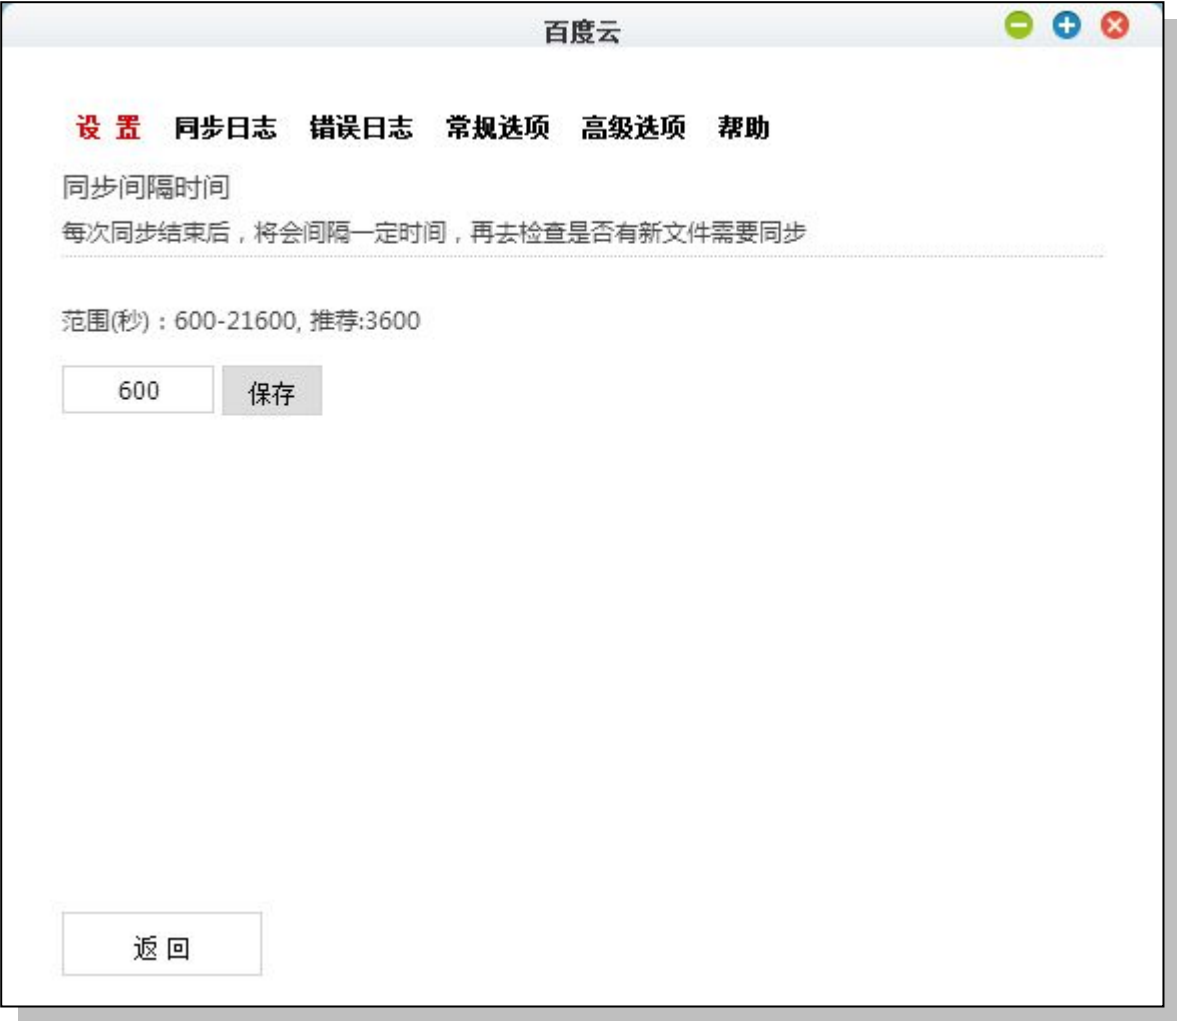 百度云
设 置 同步日志 错误日志 常规选项 高级选项 帮助
同步间隔时间
每次同步结束后，将会间隔一定时间，再去检查是否有新文件需要同步
范围(秒)：600-21600, 推荐:3600
600 保存
返 回